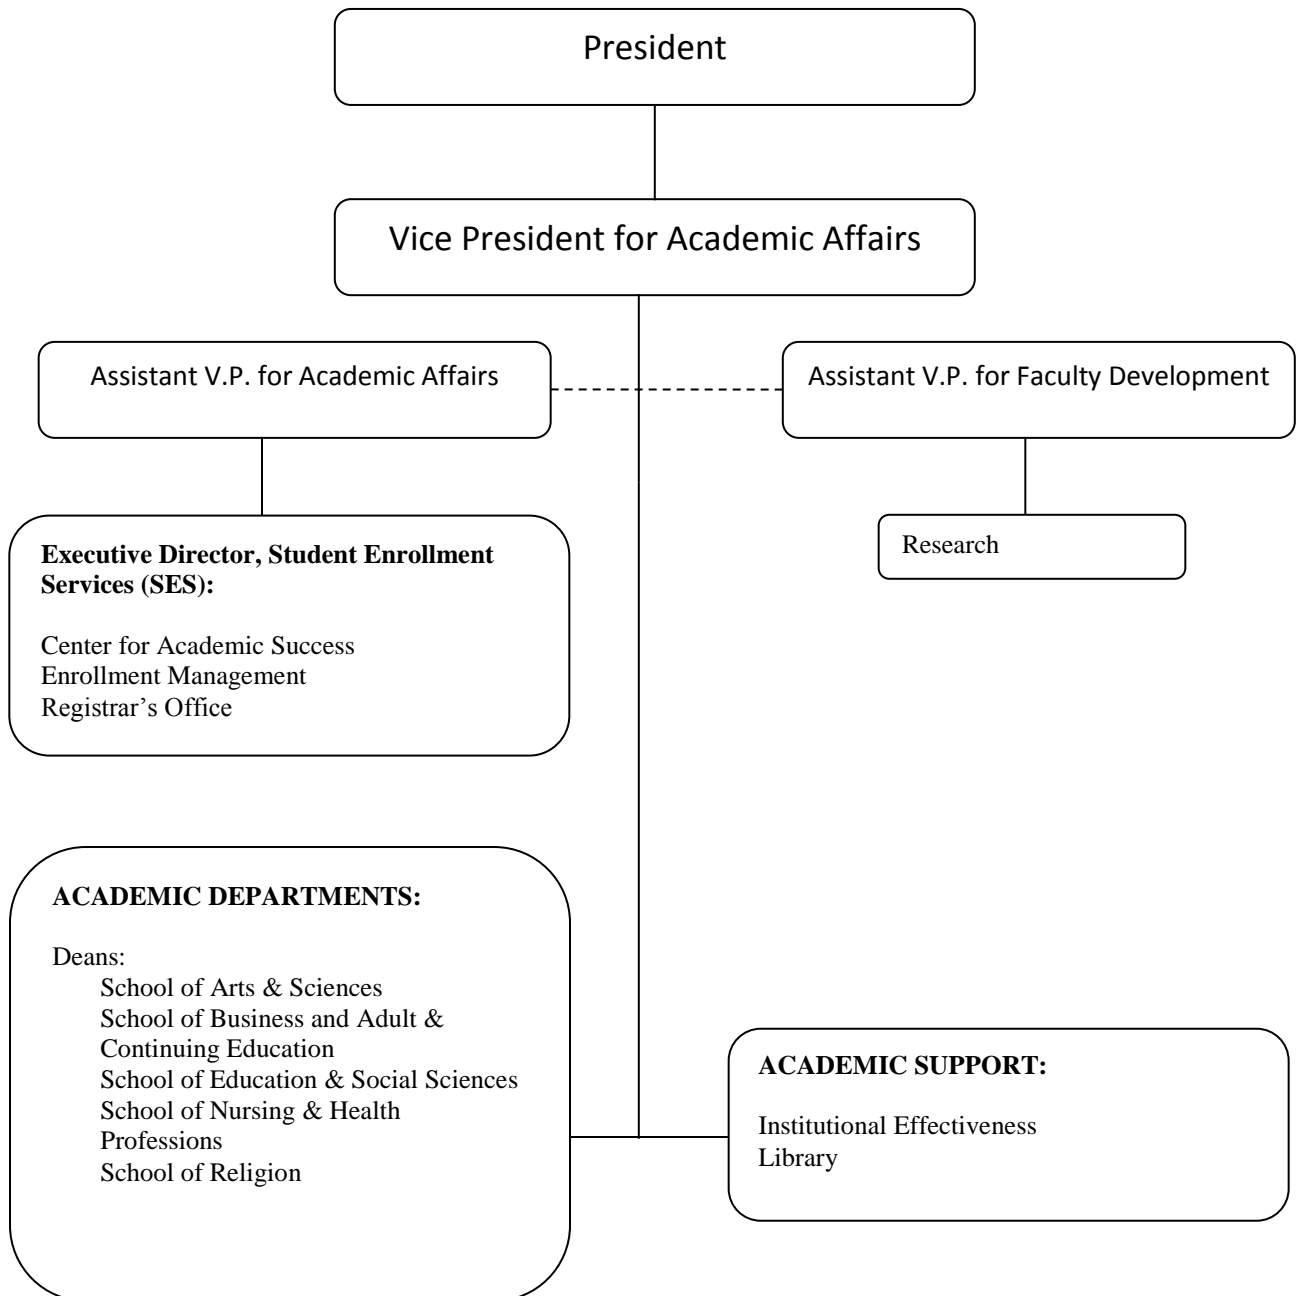 President
Vice President for Academic Affairs
Assistant V.P. for Academic Affairs
Assistant V.P. for Faculty Development
Executive Director, Student Enrollment
Services (SES):
Center for Academic Success
Enrollment Management
Registrar’s Office
Research
ACADEMIC DEPARTMENTS:
Deans:
School of Arts & Sciences
School of Business and Adult &
Continuing Education
School of Education & Social Sciences
School of Nursing & Health
Professions
School of Religion
ACADEMIC SUPPORT:
Institutional Effectiveness
Library